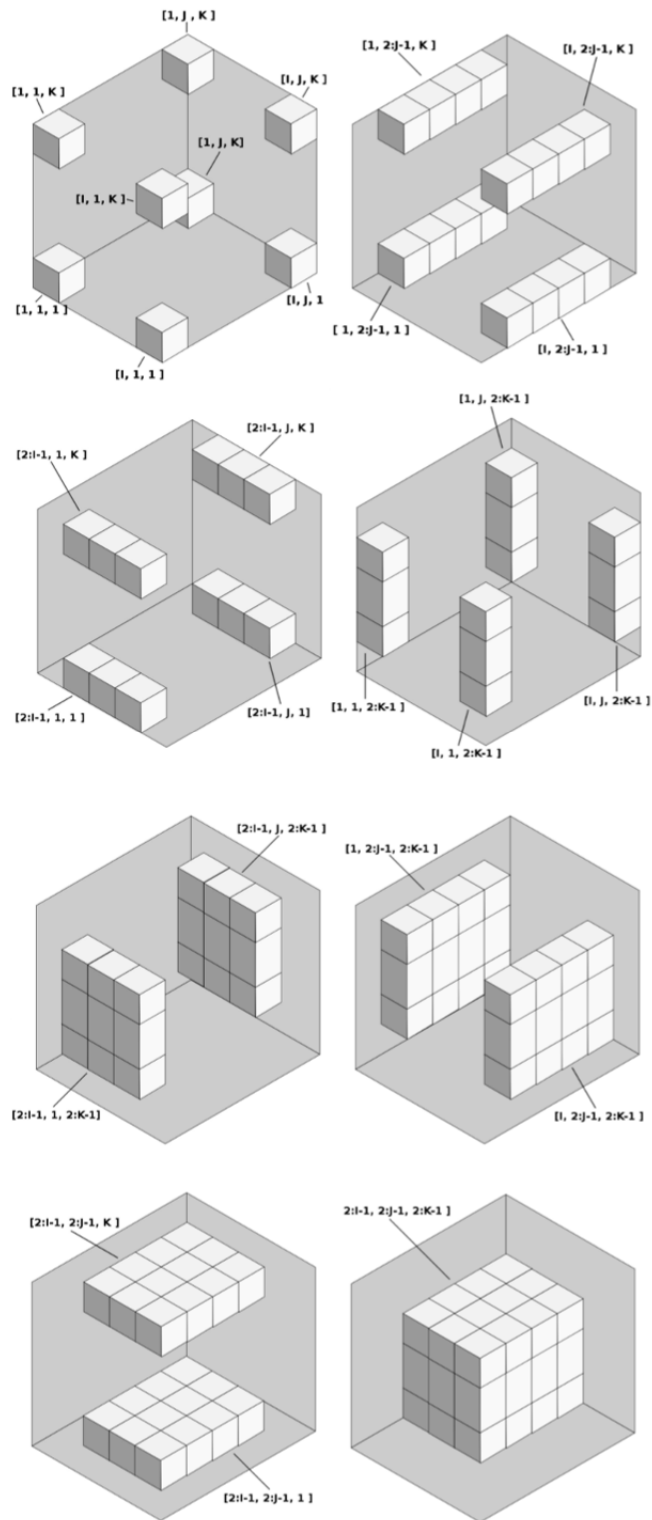 [1, J , K ]
[1, 1, K ]
[I, J, K ]
[1, J, K]
[I, 1, K ]
[1, 1, 1 ]
[I, J, 1
[I, 1, 1 ]
[1, 2:J-1, K ]
[I, 2:J-1, K ]
[ 1, 2:J-1, 1 ]
[I, 2:J-1, 1 ]
[2:I-1, J, K ]
[2:I-1, 1, K ]
[2:I-1, 1, 1 ]
[2:I-1, J, 1]
[1, J, 2:K-1 ]
[1, 1, 2:K-1 ]
[I, J, 2:K-1 ]
[I, 1, 2:K-1 ]
[2:I-1, J, 2:K-1 ]
[2:I-1, 1, 2:K-1]
[1, 2:J-1, 2:K-1 ]
[I, 2:J-1, 2:K-1 ]
[2:I-1, 2:J-1, K ]
[2:I-1, 2:J-1, 1 ]
2:I-1, 2:J-1, 2:K-1 ]